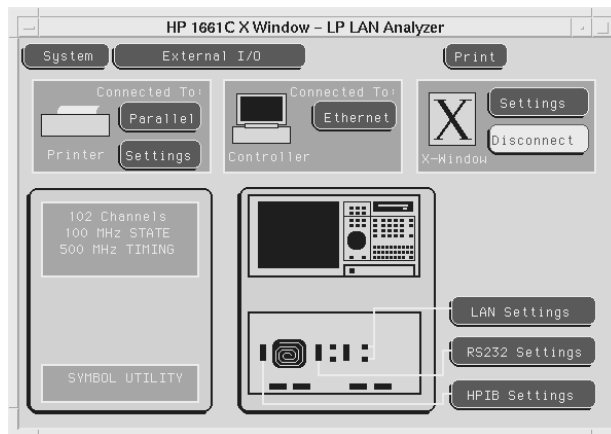 HP 1661C X Window – LP LAN Analyzer
System
External I/O
Print
Connected To:
Parallel
Printer
Settings
Connected To:
Ethernet
Controller
X
Settings
Disconnect
X-Window
102 Channels
100 MHz STATE
500 MHz TIMING
SYMBOL UTILITY
LAN Settings
RS232 Settings
HPIB Settings